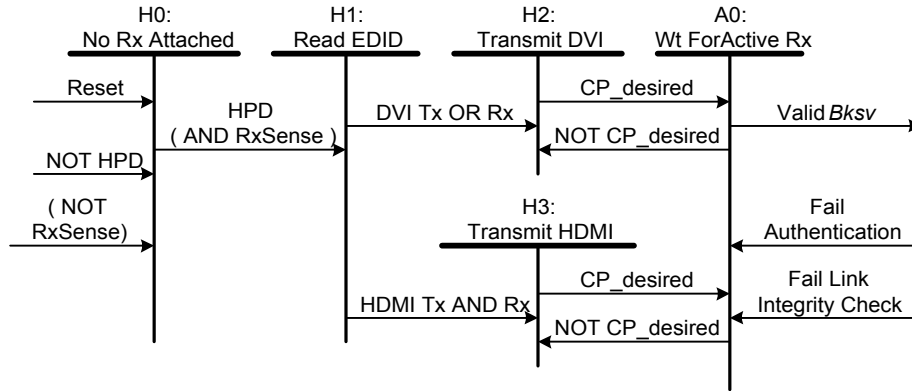 H0:
No Rx Attached
H1:
Read EDID
H2:
Transmit DVI
A0:
Wt ForActive Rx
Reset
HPD
( AND RxSense )
DVI Tx OR Rx
CP_desired
NOT CP_desired
Valid Bksv
NOT HPD
( NOT
RxSense)
H3:
Transmit HDMI
Fail
Authentication
HDMI Tx AND Rx
CP_desired
NOT CP_desired
Fail Link
Integrity Check